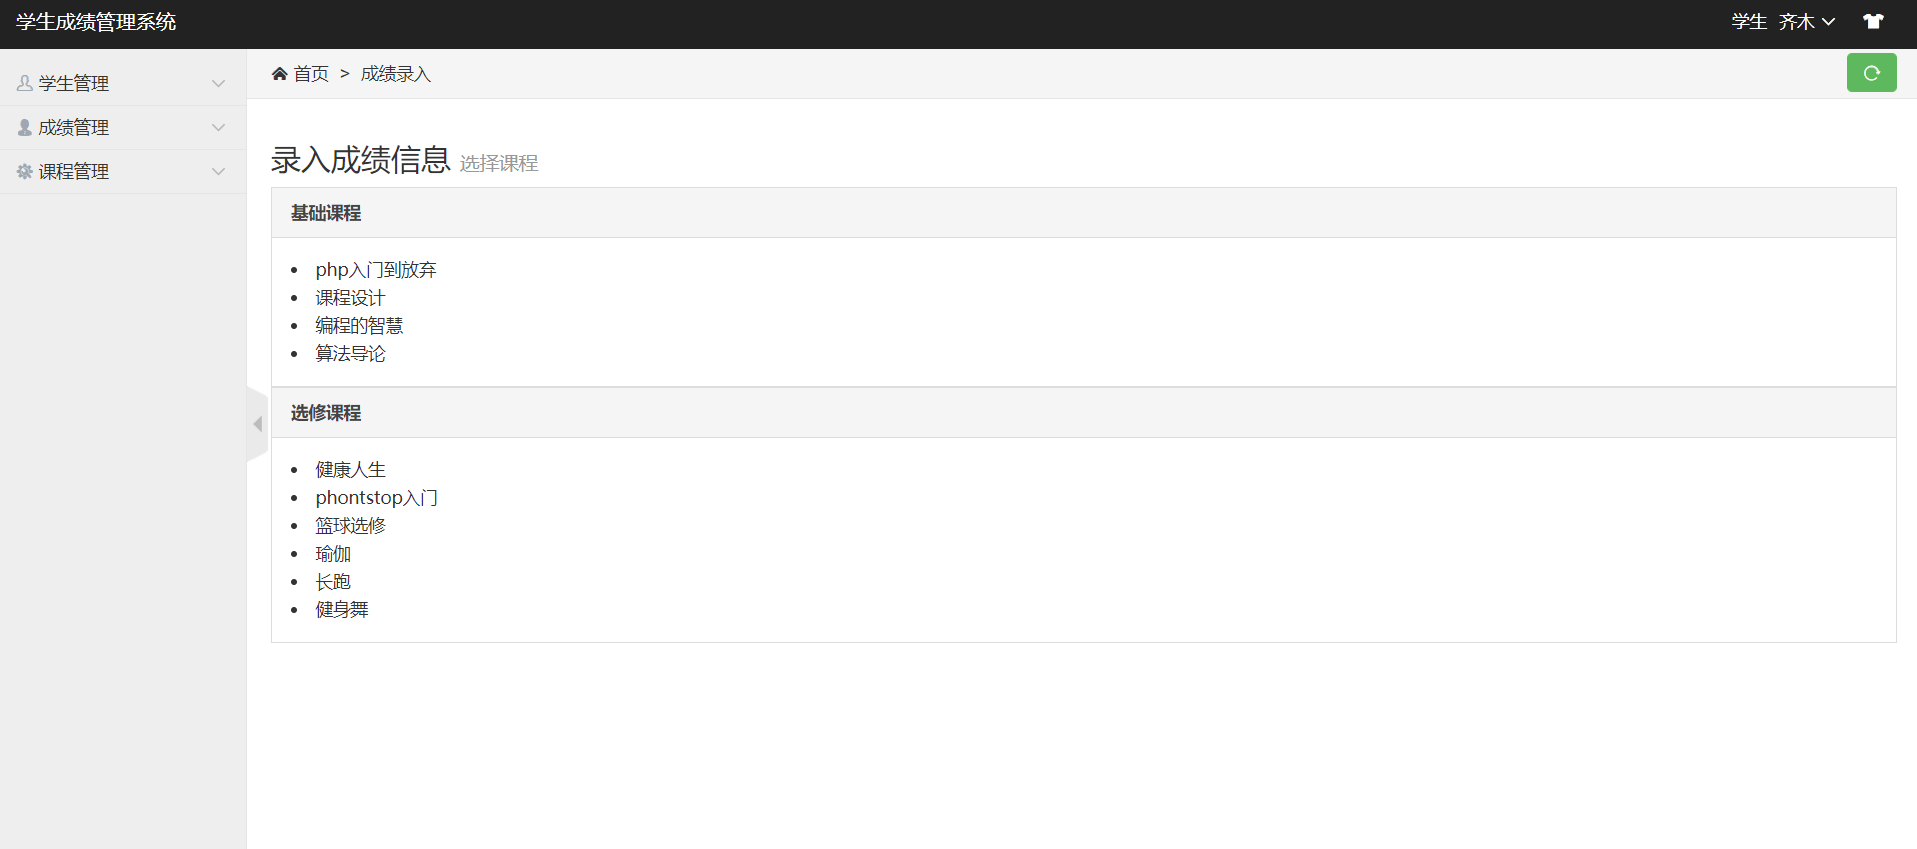 学生成绩管理系统
学生 齐木
学生管理
成绩管理
课程管理
首页 > 成绩录入
录入成绩信息 选择课程
基础课程
php入门到放弃
课程设计
编程的智慧
算法导论
选修课程
健康人生
phontstop入门
篮球选修
瑜伽
长跑
健身舞